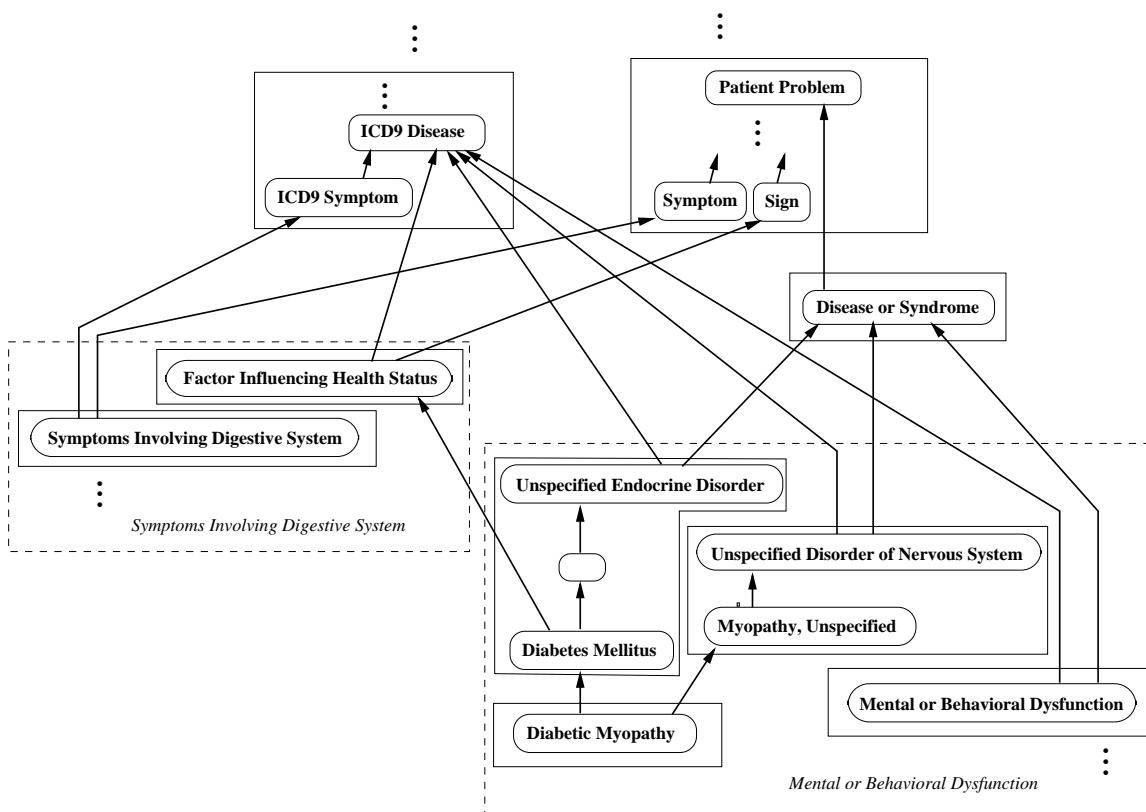 Patient Problem
ICD9 Disease
ICD9 Symptom
Symptom
Sign
Disease or Syndrome
Factor Influencing Health Status
Symptoms Involving Digestive System
Unspecified Endocrine Disorder
Symptoms Involving Digestive System
Unspecified Disorder of Nervous System
Myopathy, Unspecified
Diabetes Mellitus
Mental or Behavioral Dysfunction
Diabetic Myopathy
Mental or Behavioral Dysfunction